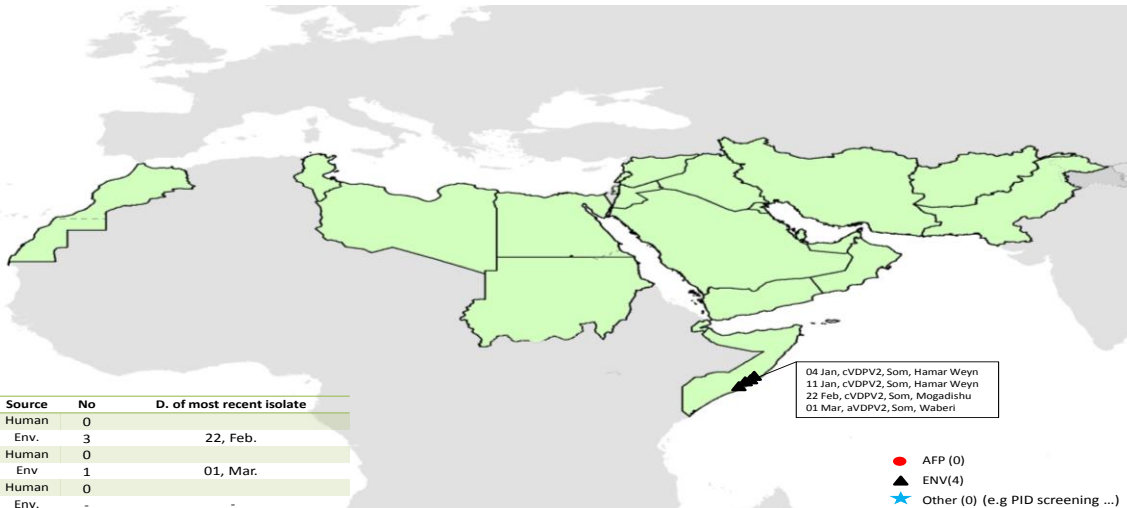 04 Jan, cVDPV2, Som, Hamar Weyn
11 Jan, cVDPV2, Som, Hamar Weyn
22 Feb, cVDPV2, Som, Mogadishu
01 Mar, aVDPV2, Som, Waberi
Source No D. of most recent isolate
Human 0
Env. 3 22, Feb.
Human 0
Env 1 01, Mar.
Human 0
Env. - -
AFP (0)
ENV(4)
Other (0) (e.g PID screening ...)